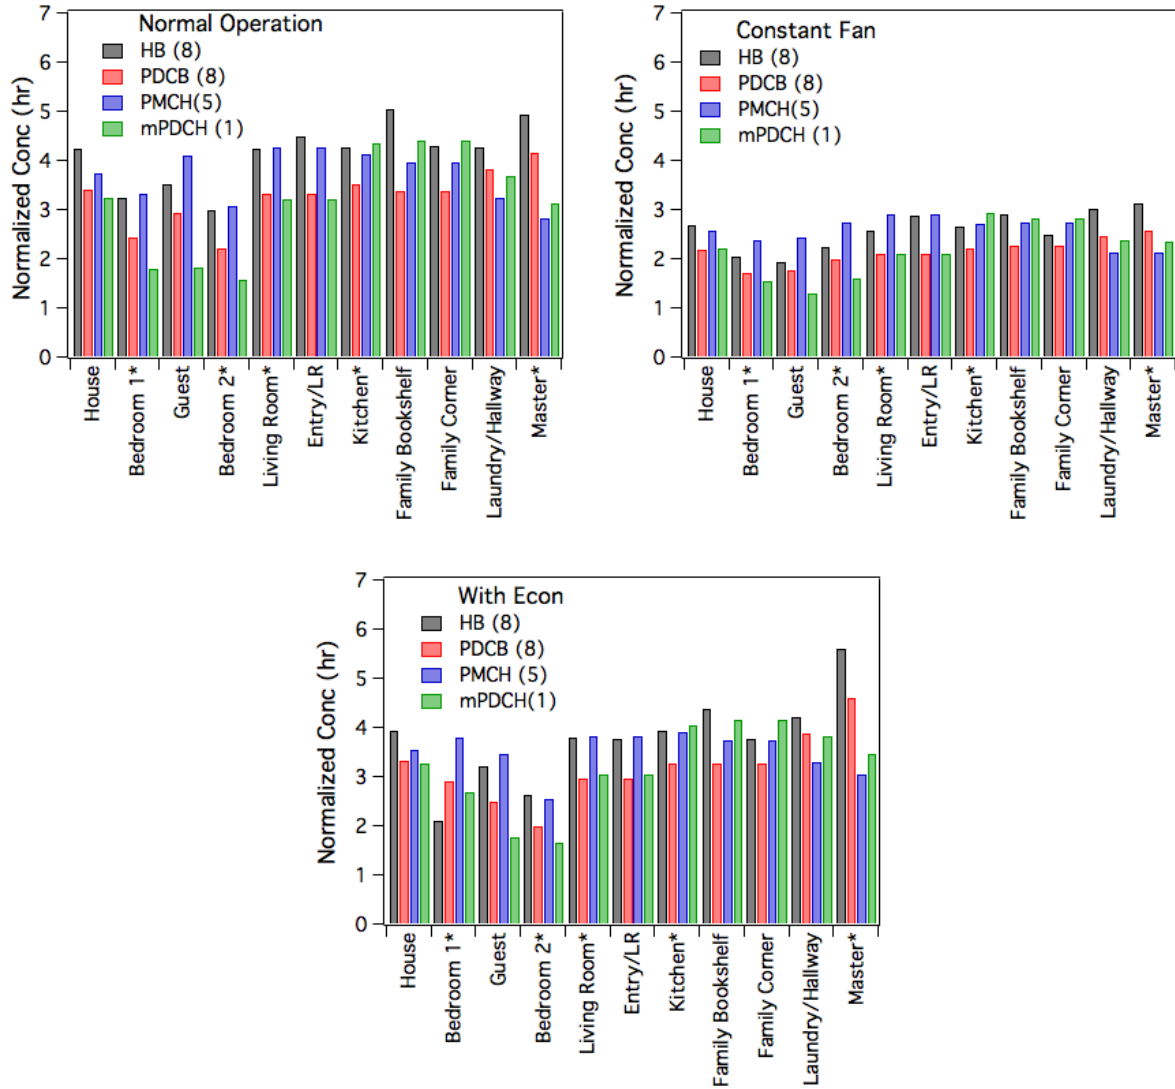 Normal Operation
HB (8)
PDCB (8)
PMCH(5)
mPDCH (1)
Normalized Conc (hr)
7
6
5
4
3
2
1
0
House
Bedroom 1*
Guest
Bedroom 2*
Living Room*
Entry/LR
Kitchen*
Family Bookshelf
Family Corner
Laundry/Hallway
Master*
Constant Fan
HB (8)
PDCB (8)
PMCH(5)
mPDCH (1)
Normalized Conc (hr)
7
6
5
4
3
2
1
0
House
Bedroom 1*
Guest
Bedroom 2*
Living Room*
Entry/LR
Kitchen*
Family Bookshelf
Family Corner
Laundry/Hallway
Master*
With Econ
HB (8)
PDCB (8)
PMCH (5)
mPDCH(1)
Normalized Conc (hr)
7
6
5
4
3
2
1
0
House
Bedroom 1*
Guest
Bedroom 2*
Living Room*
Entry/LR
Kitchen*
Family Bookshelf
Family Corner
Laundry/Hallway
Master*